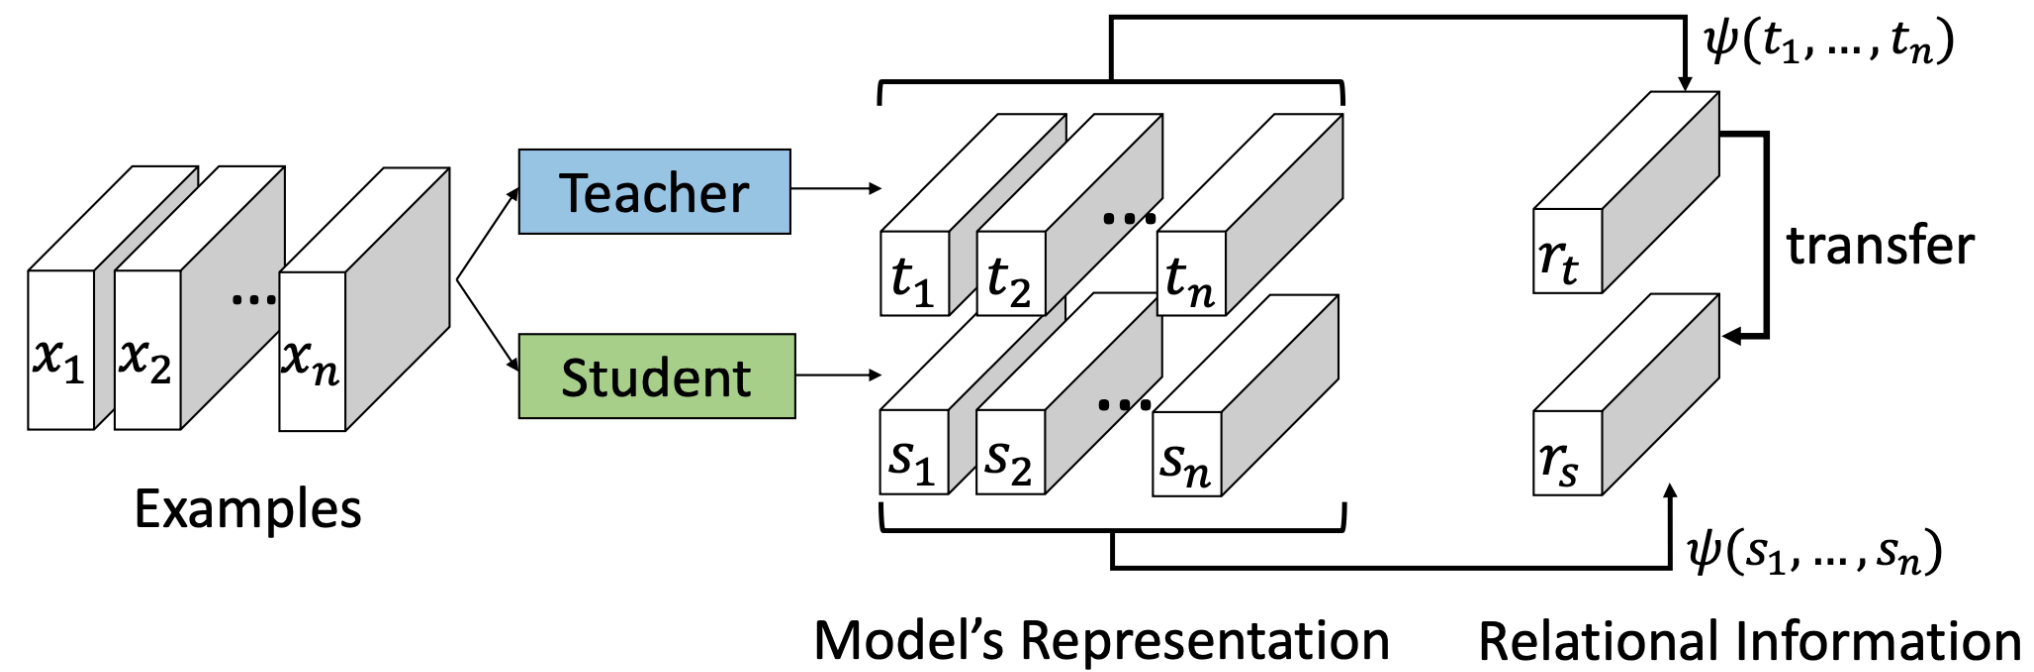 ψ(t₁, … , tₙ)
Teacher
x₁ x₂ … xₙ
t₁ t₂ … tₙ
rₜ
transfer
Student
s₁ s₂ … sₙ
rₛ
Examples
ψ(s₁, … , sₙ)
Model’s Representation
Relational Information